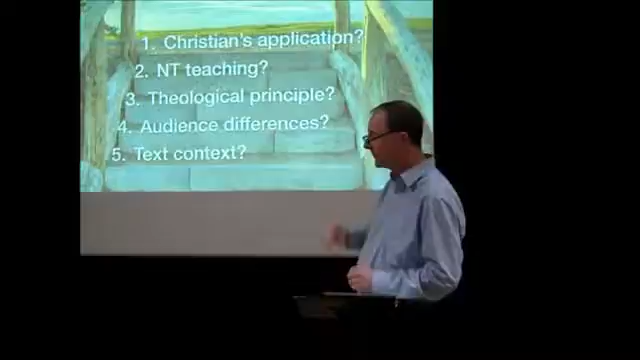 1. Christian's application?
2. NT teaching?
3. Theological principle?
4. Audience differences?
5. Text context?